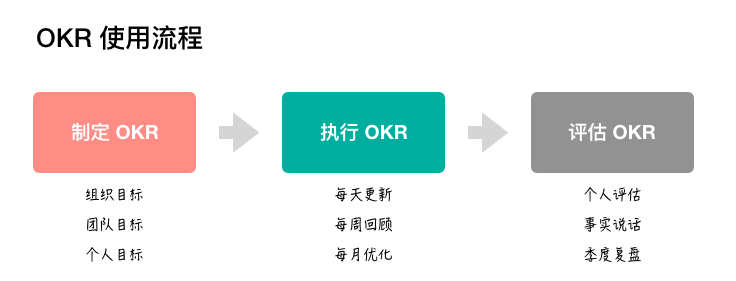 OKR 使用流程
制定 OKR
执行 OKR
评估 OKR
组织目标
团队目标
个人目标
每天更新
每周回顾
每月优化
个人评估
事实说话
季度复盘